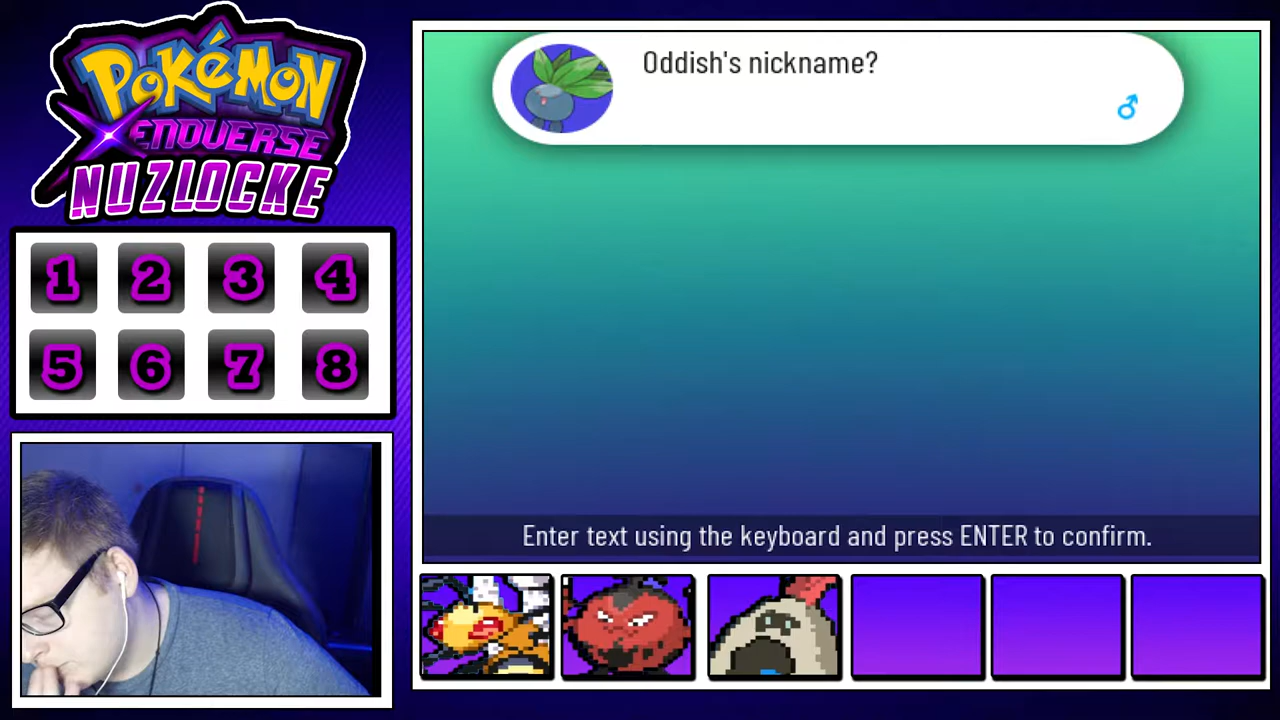 POKéMON
XENOVERSE
NUZLOCKE
1 2 3 4
5 6 7 8
Oddish's nickname?
♂
Enter text using the keyboard and press ENTER to confirm.